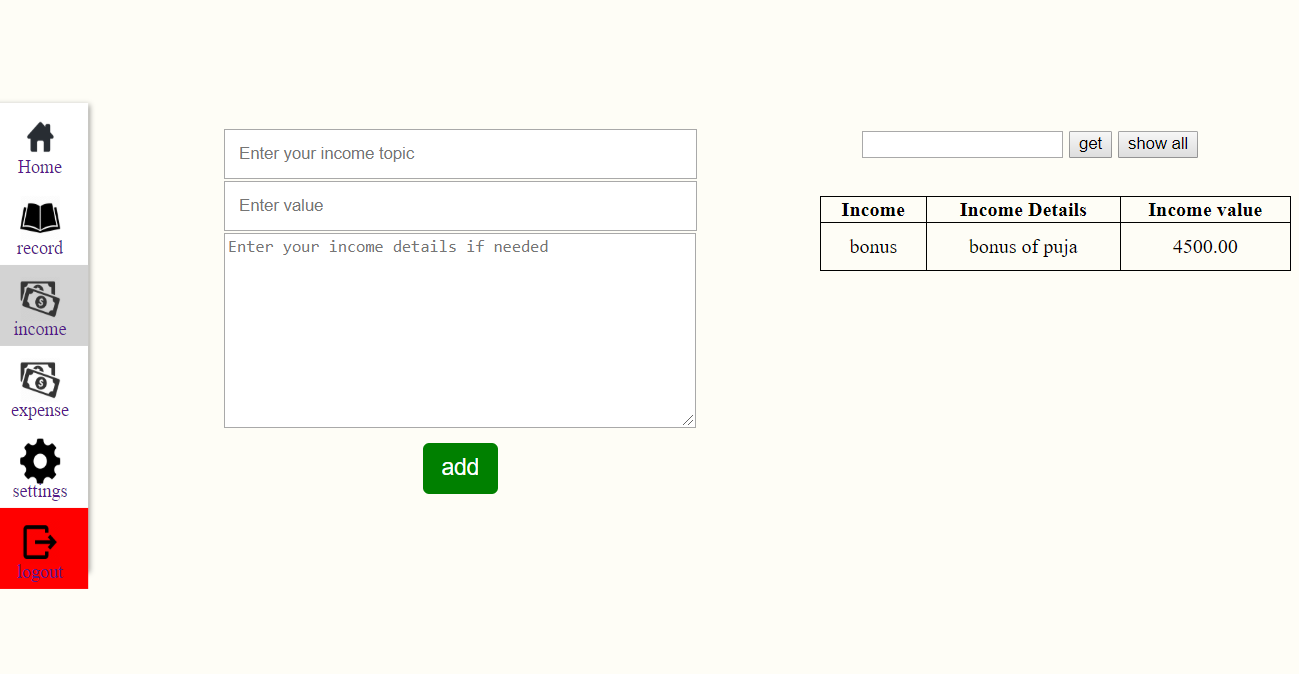 Home
record
income
expense
settings
logout
Enter your income topic
Enter value
Enter your income details if needed
add
get show all
Income Income Details Income value
bonus bonus of puja 4500.00